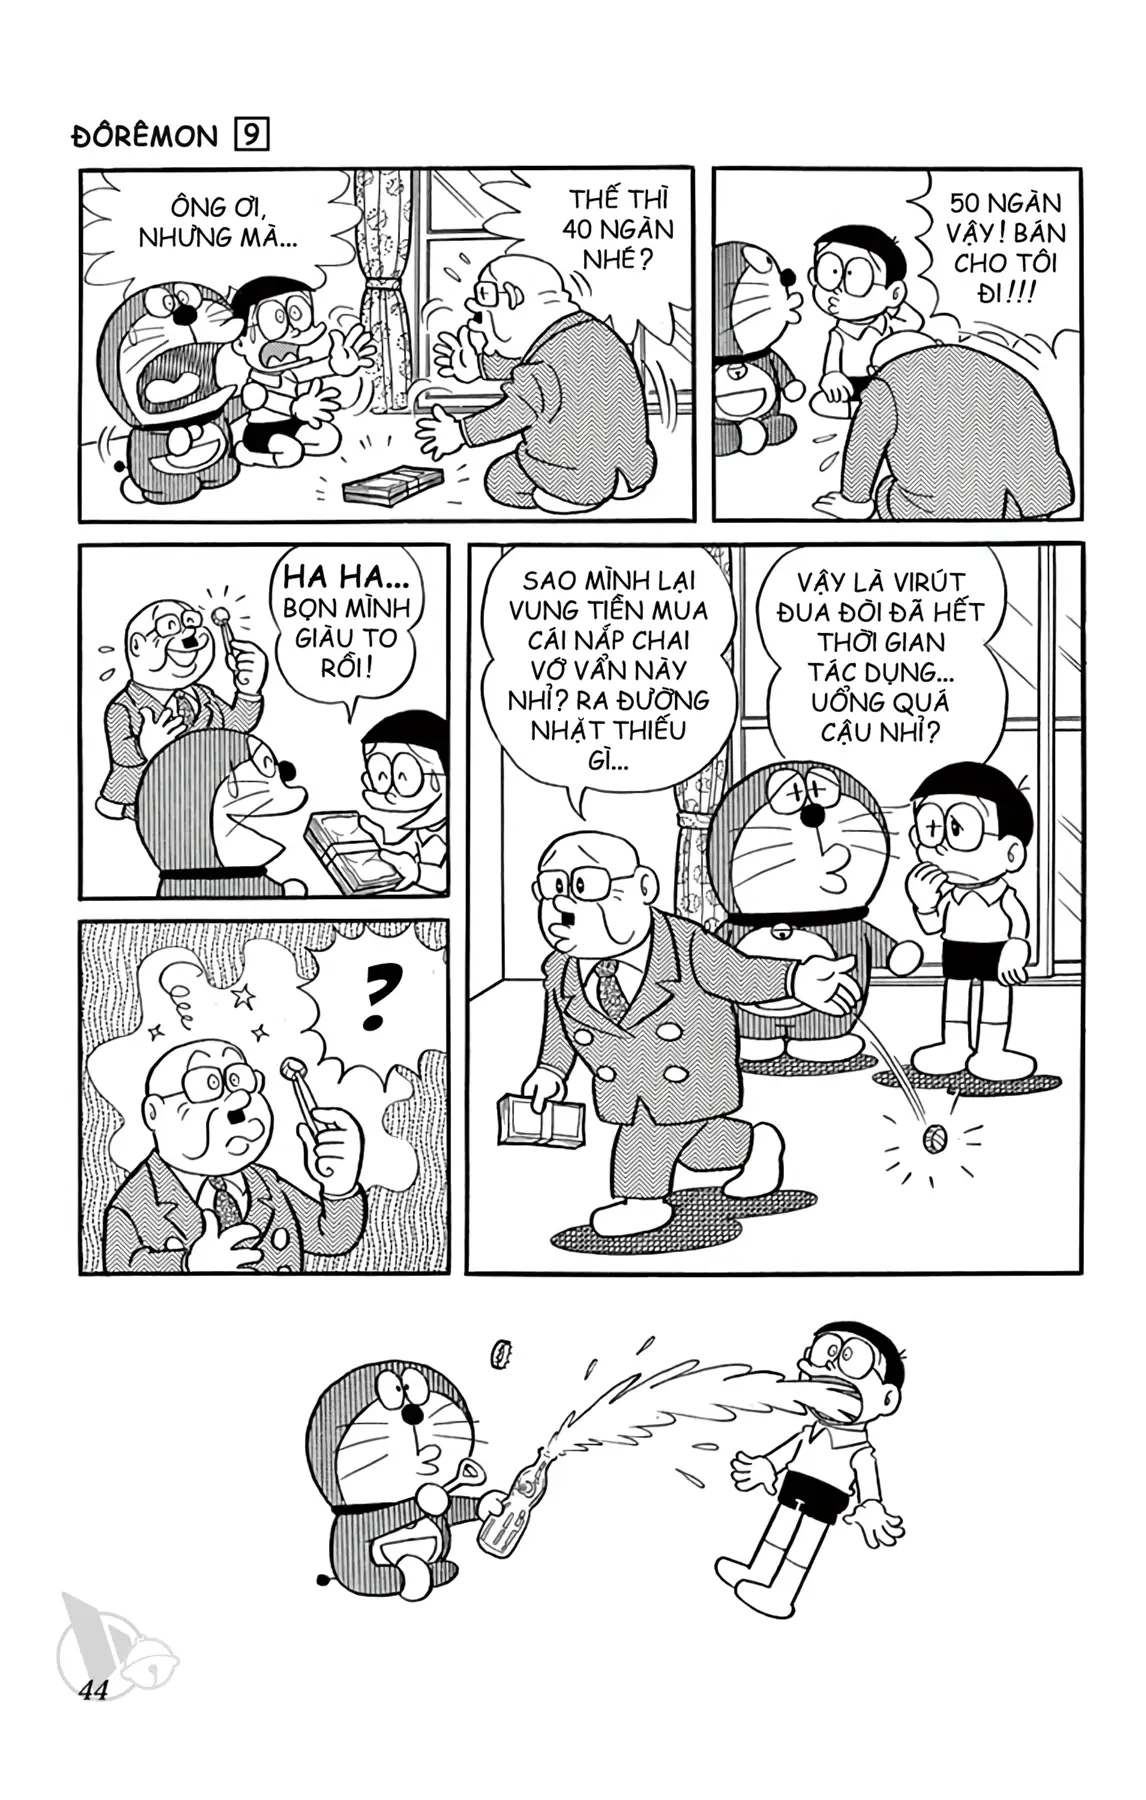 ĐÔRÊMON 9
ÔNG ƠI,
NHƯNG MÀ...
THẾ THÌ
40 NGÀN
NHÉ?
50 NGÀN
VẬY! BÁN
CHO TÔI
ĐI!!!
HA HA...
BỌN MÌNH
GIÀU TO
RỒI!
?
SAO MÌNH LẠI
VUNG TIỀN MUA
CÁI NẮP CHAI
VỚ VẨN NÀY
NHỈ? RA ĐƯỜNG
NHẶT THIẾU
GÌ...
VẬY LÀ VIRÚT
ĐUA ĐÒI ĐÃ HẾT
THỜI GIAN
TÁC DỤNG...
UỔNG QUÁ
CẬU NHỈ?
44